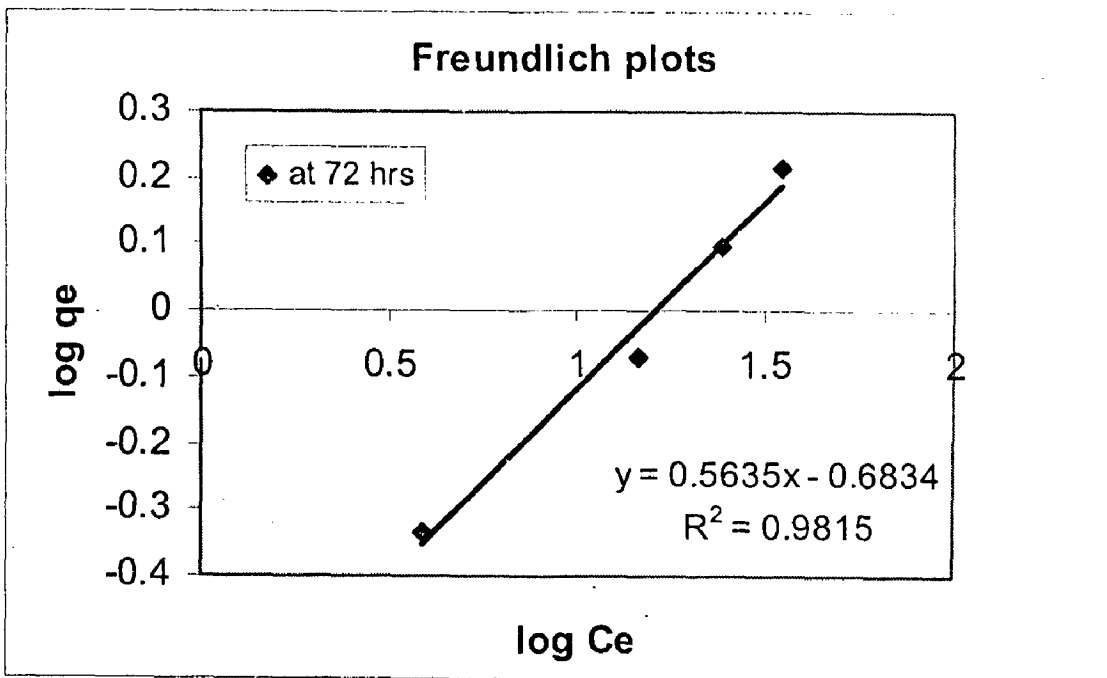 Freundlich plots
0.3
0.2
0.1
0
-0.1
-0.2
-0.3
-0.4
at 72 hrs
0 0.5 1 1.5 2
y = 0.5635x - 0.6834
R² = 0.9815
log qe
log Ce